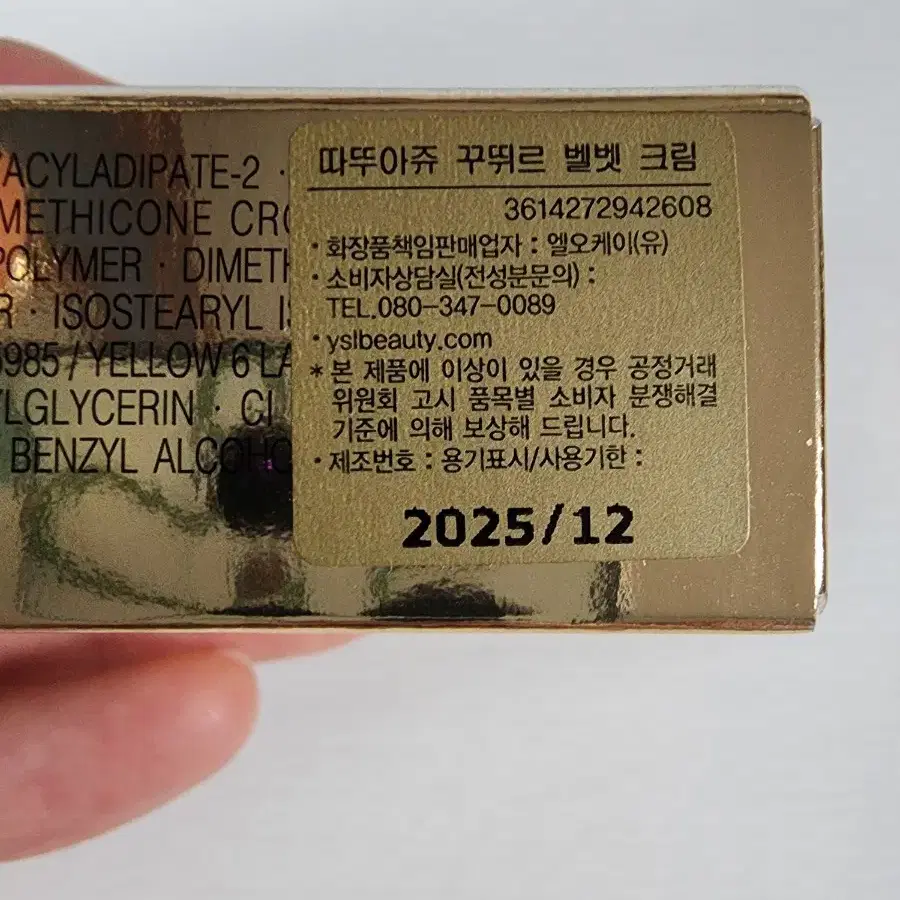 YACYLADIPATE-2 ·
METHICONE CRO
POLYMER · DIMETH
R · ISOSTEARYL I
5985 / YELLOW 6 LA
YLGLYCERIN · CI
BENZYL ALCOHO
따뚜아쥬 꾸뛰르 벨벳 크림
3614272942608
· 화장품책임판매업자 : 엘오케이(유)
· 소비자상담실(전성분문의) :
TEL.080-347-0089
· yslbeauty.com
* 본 제품에 이상이 있을 경우 공정거래
위원회 고시 품목별 소비자 분쟁해결
기준에 의해 보상해 드립니다.
· 제조번호 : 용기표시/사용기한 :
2025/12